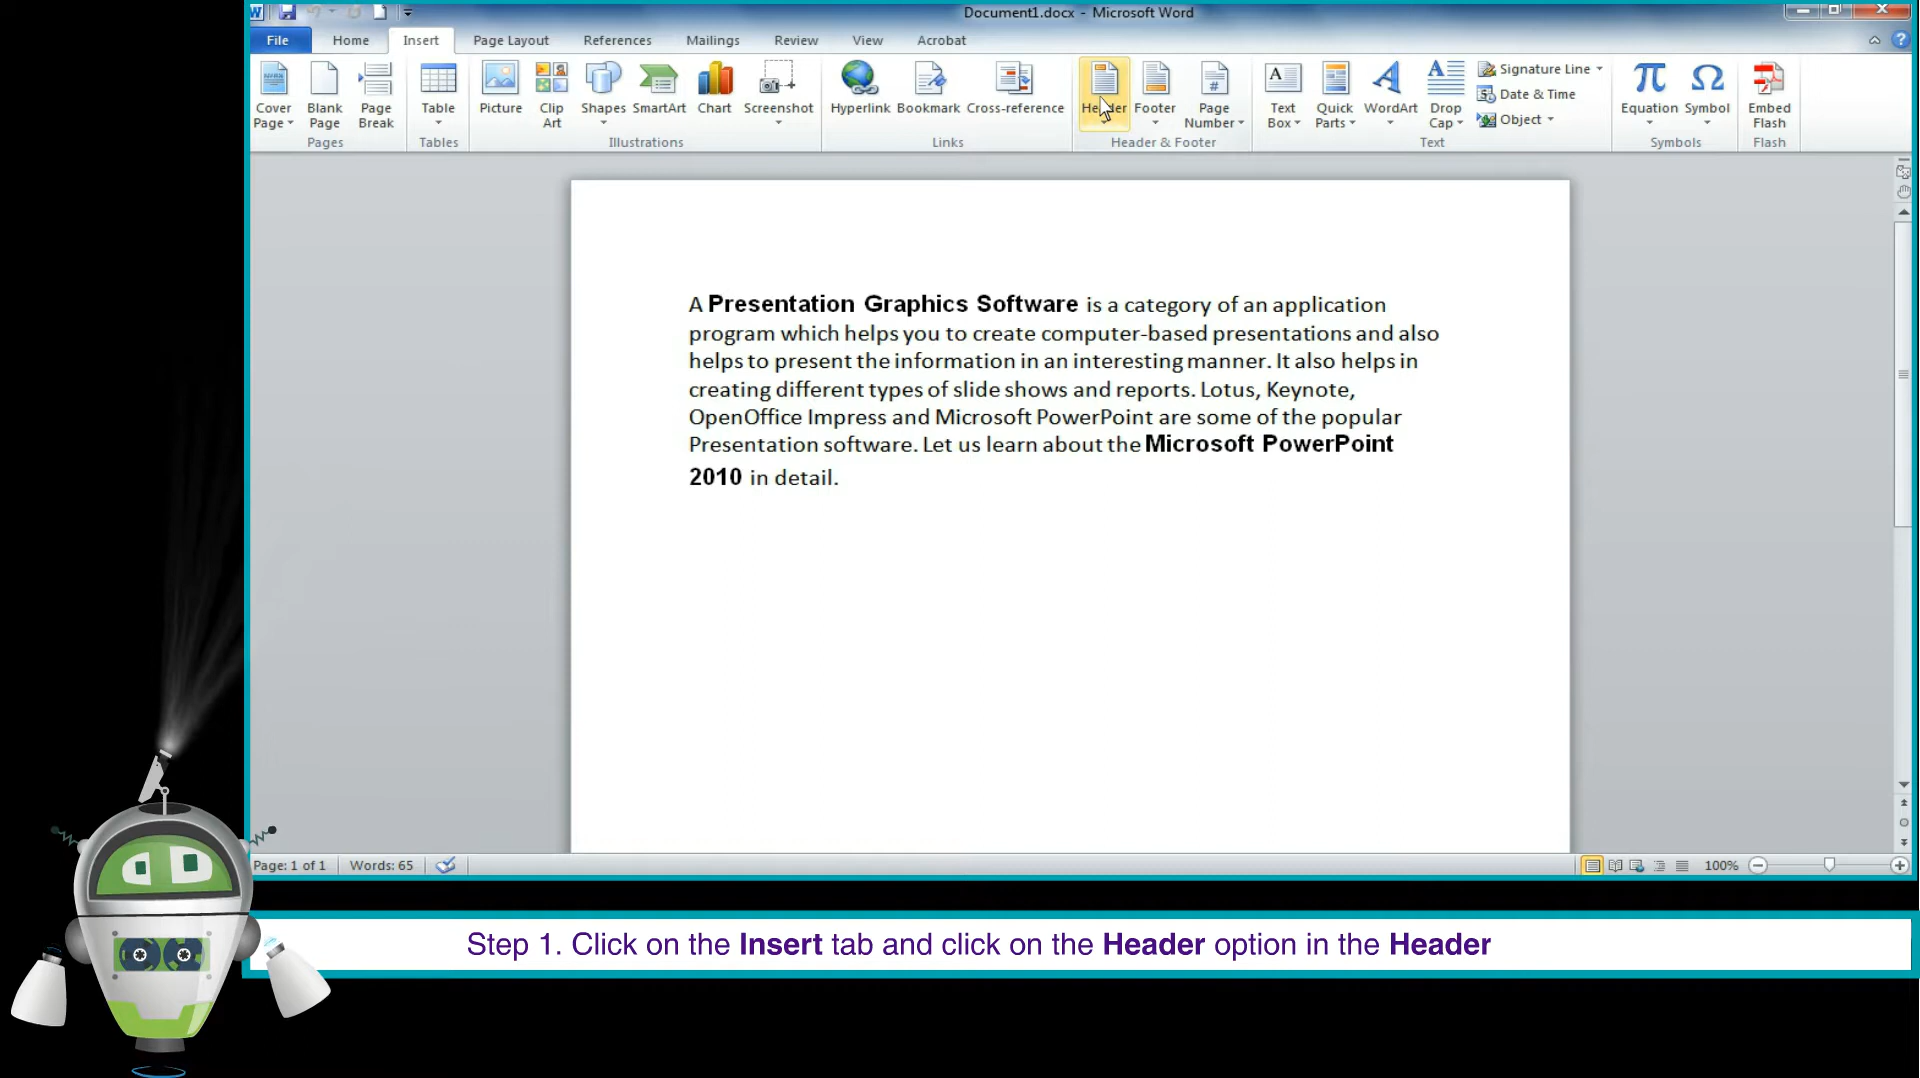 Document1.docx - Microsoft Word
File Home Insert Page Layout References Mailings Review View Acrobat
Cover Page
Blank Page
Page Break
Pages
Table
Tables
Picture
Clip Art
Shapes
SmartArt
Chart
Screenshot
Illustrations
Hyperlink
Bookmark
Cross-reference
Links
Header
Footer
Page Number
Header & Footer
Text Box
Quick Parts
WordArt
Drop Cap
Signature Line
Date & Time
Object
Text
Equation
Symbol
Symbols
Embed Flash
Flash
A Presentation Graphics Software is a category of an application
program which helps you to create computer-based presentations and also
helps to present the information in an interesting manner. It also helps in
creating different types of slide shows and reports. Lotus, Keynote,
OpenOffice Impress and Microsoft PowerPoint are some of the popular
Presentation software. Let us learn about the Microsoft PowerPoint
2010 in detail.
Page: 1 of 1 Words: 65 100%
Step 1. Click on the Insert tab and click on the Header option in the Header